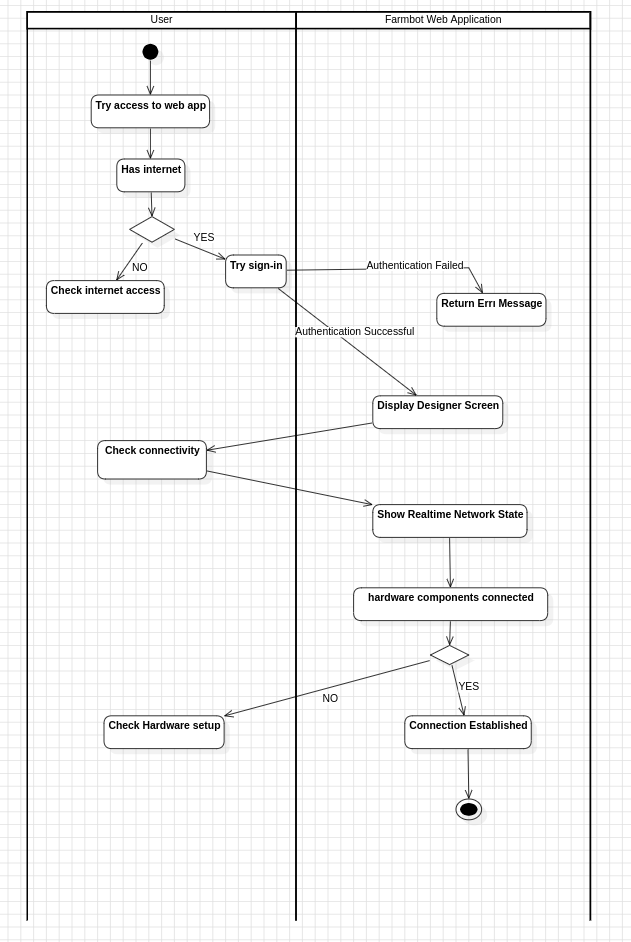 User
Farmbot Web Application
Try access to web app
Has internet
YES
NO
Try sign-in
Authentication Failed
Check internet access
Return Errı Message
Authentication Successful
Display Designer Screen
Check connectivity
Show Realtime Network State
hardware components connected
YES
NO
Check Hardware setup
Connection Established